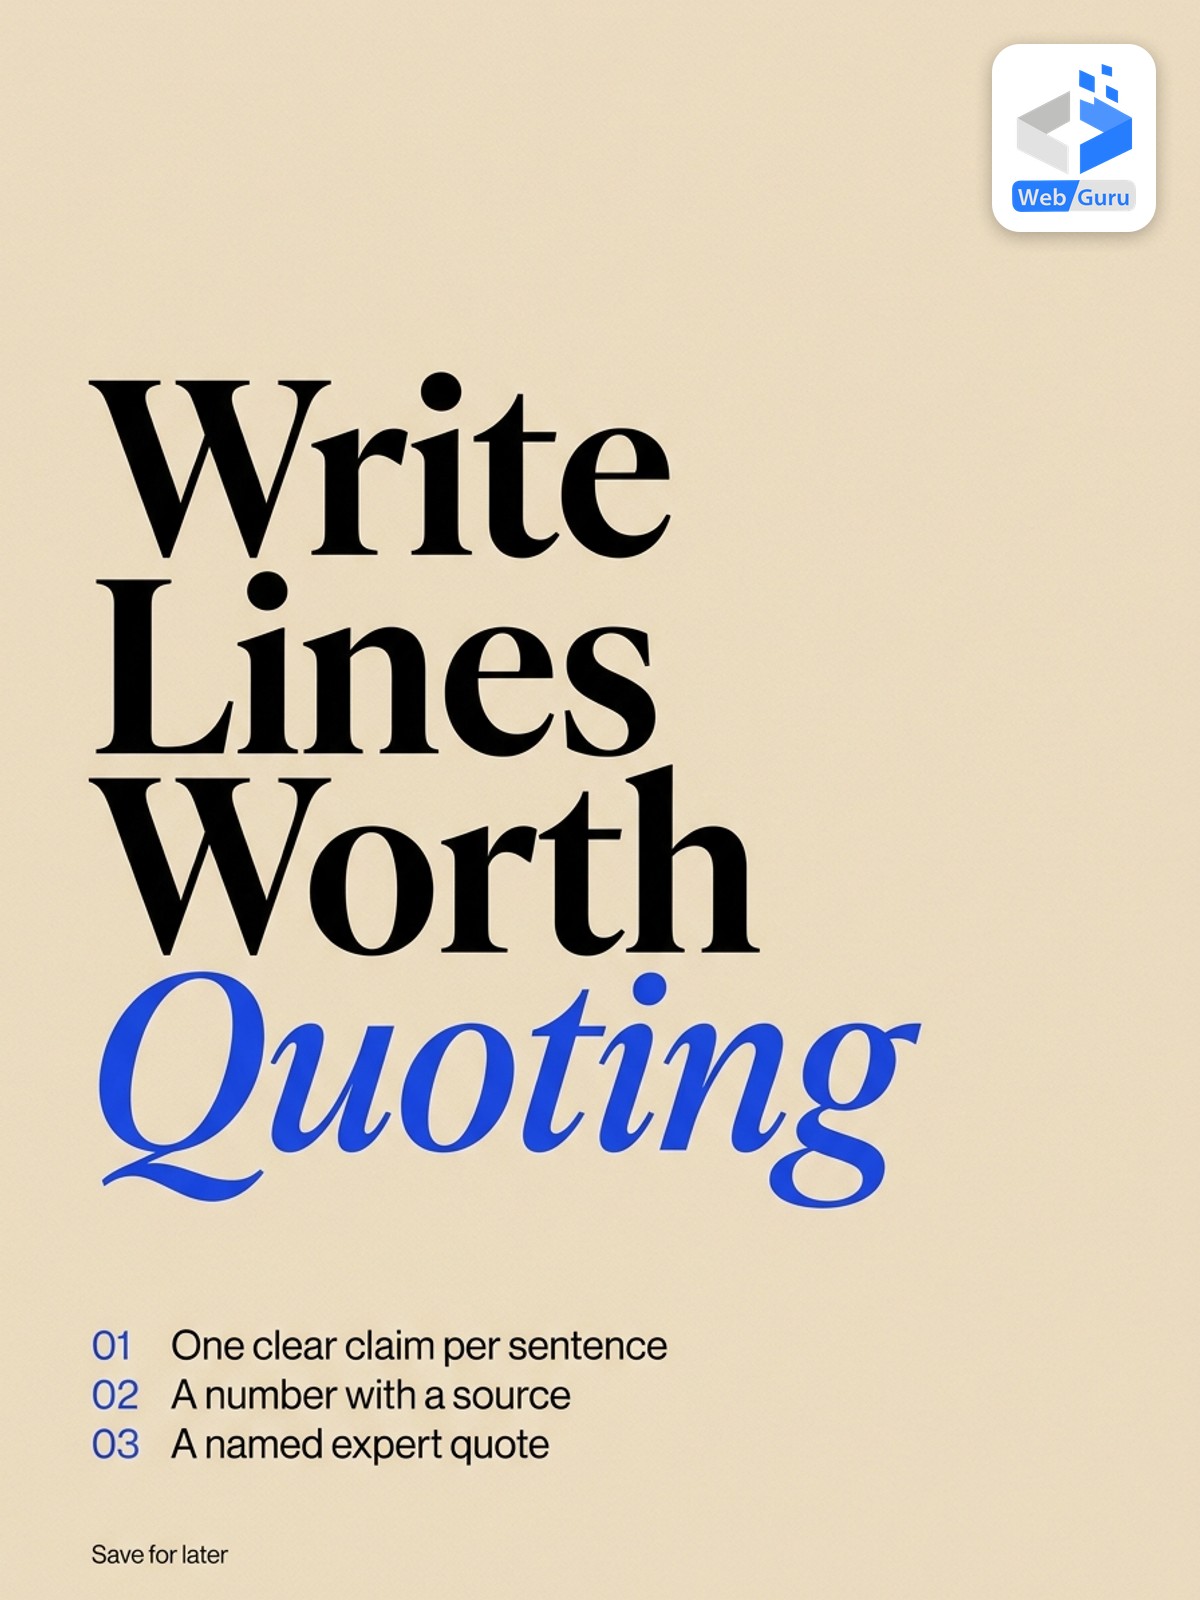 Web Guru
Write
Lines
Worth
Quoting
01 One clear claim per sentence
02 A number with a source
03 A named expert quote
Save for later